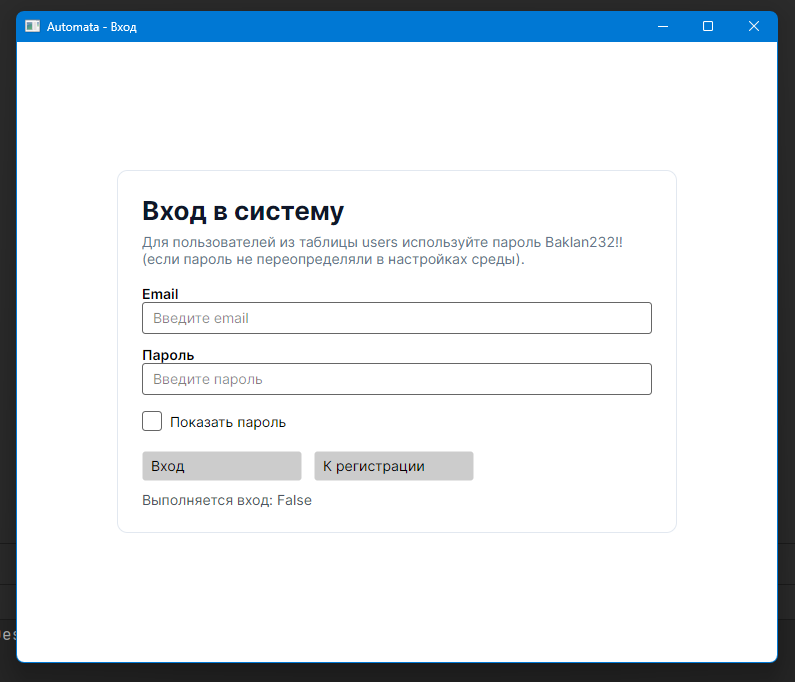 Automata - Вход
Вход в систему
Для пользователей из таблицы users используйте пароль Baklan232!!
(если пароль не переопределяли в настройках среды).
Email
Введите email
Пароль
Введите пароль
Показать пароль
Вход
К регистрации
Выполняется вход: False